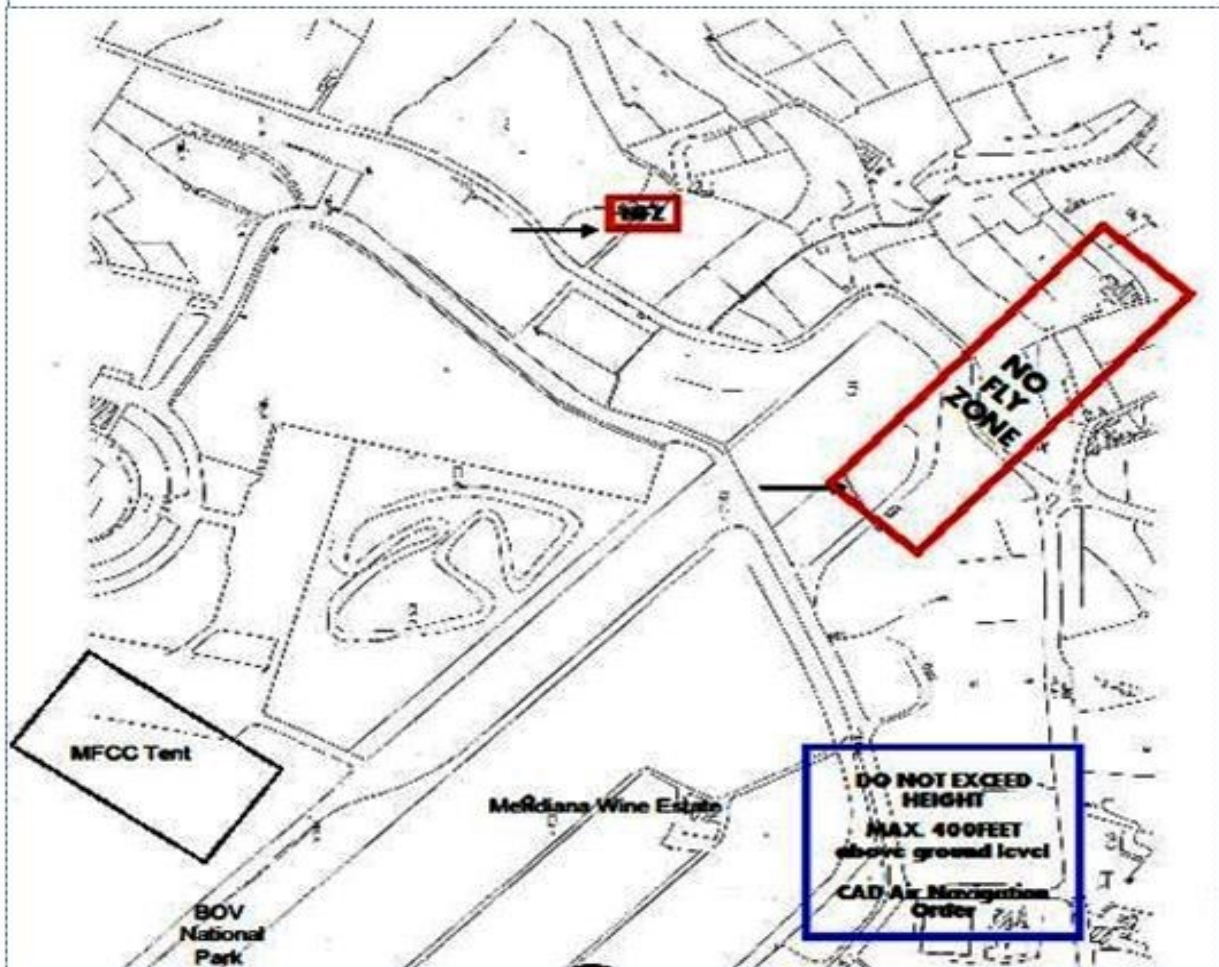 NFZ
NO
FLY
ZONE
MFCC Tent
Meridiana Wine Estate
DO NOT EXCEED
HEIGHT
MAX. 400FEET
above ground level
CAD Air Navigation
Order
BOV
National
Park